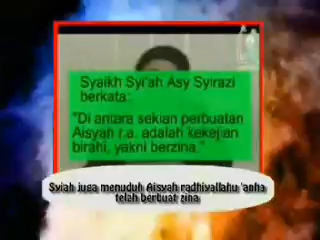 Syaikh Syi'ah Asy Syirazi
berkata:
"Di antara sekian perbuatan
Aisyah r.a. adalah kekejian
birahi, yakni berzina."
Syiah juga menuduh Aisyah radhiyallahu 'anha
telah berbuat zina